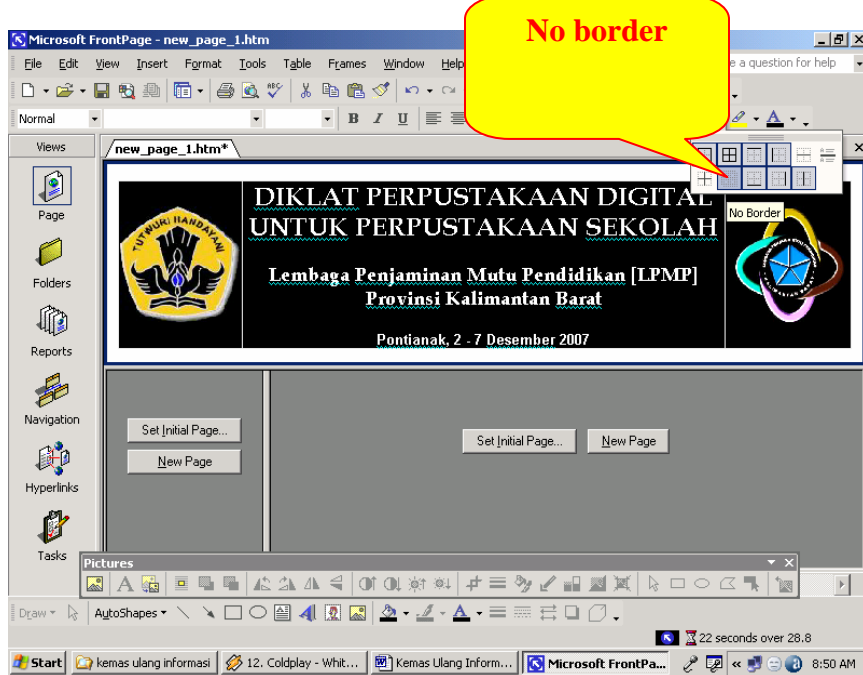 No border
Microsoft FrontPage - new_page_1.htm
File Edit View Insert Format Tools Table Frames Window Help
e a question for help
Normal
B I U
Views
new_page_1.htm*
No Border
Page
Folders
Reports
Navigation
Hyperlinks
Tasks
TUT WURI HANDAYANI
DIKLAT PERPUSTAKAAN DIGITAL
UNTUK PERPUSTAKAAN SEKOLAH
Lembaga Penjaminan Mutu Pendidikan [LPMP]
Provinsi Kalimantan Barat
Pontianak, 2 - 7 Desember 2007
Set Initial Page...
New Page
Set Initial Page... New Page
Pictures
Draw AutoShapes
22 seconds over 28.8
Start kemas ulang informasi 12. Coldplay - Whit... Kemas Ulang Inform... Microsoft FrontPa... 8:50 AM